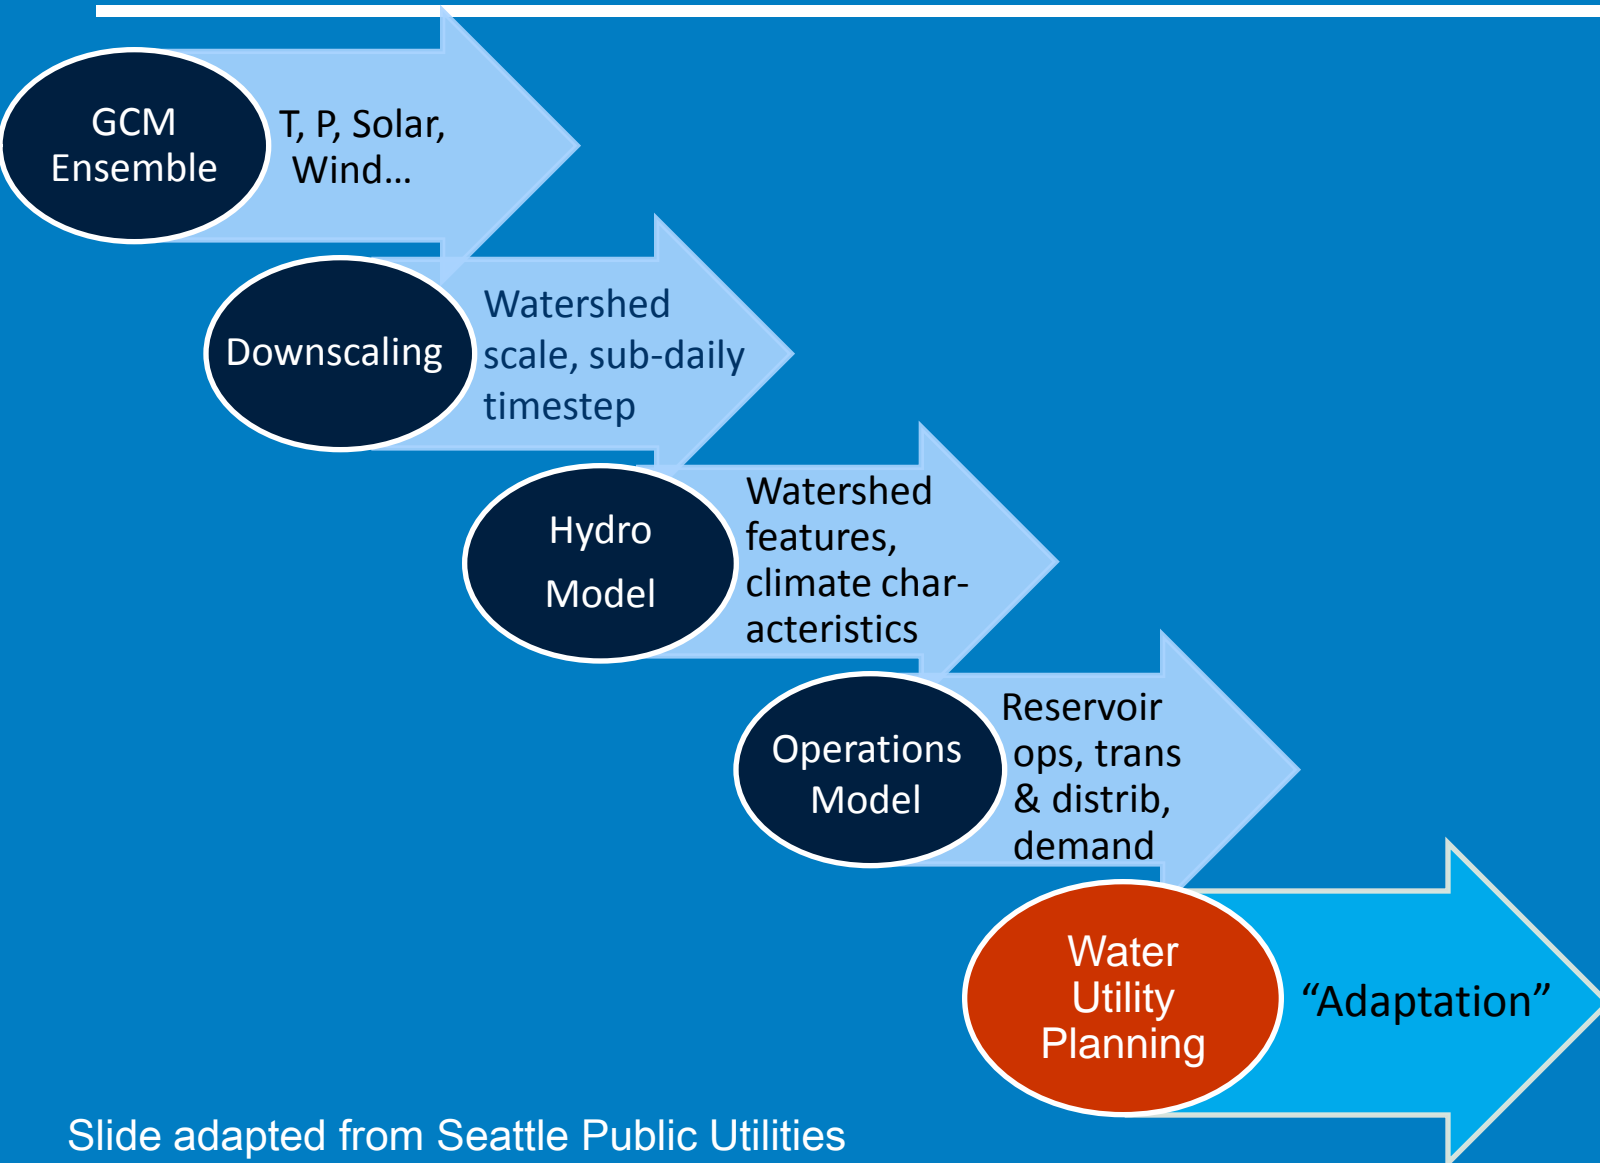 GCM
Ensemble
T, P, Solar,
Wind...
Downscaling
Watershed
scale, sub-daily
timestep
Hydro
Model
Watershed
features,
climate char-
acteristics
Operations
Model
Reservoir
ops, trans
& distrib,
demand
Water
Utility
Planning
“Adaptation”
Slide adapted from Seattle Public Utilities